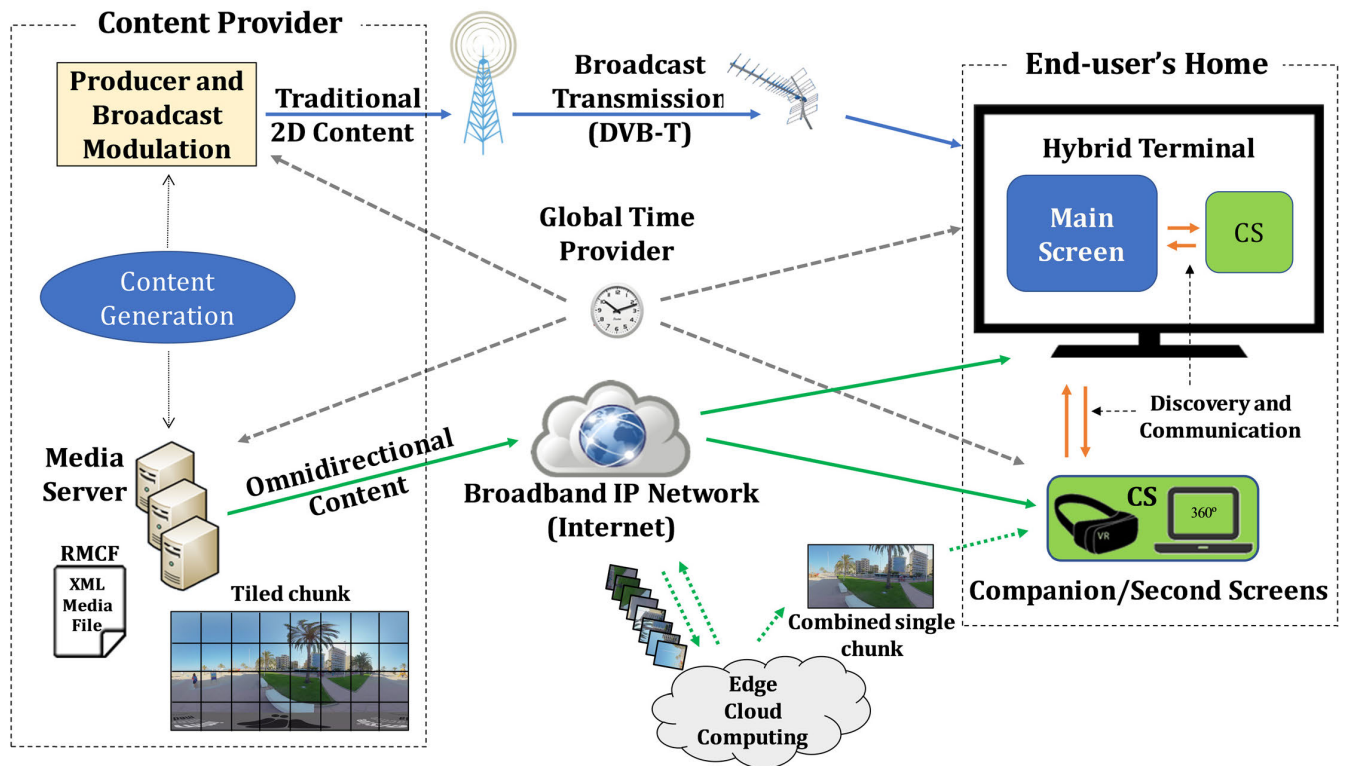 Content Provider
Producer and
Broadcast
Modulation
Traditional
2D Content
Broadcast
Transmission
(DVB-T)
End-user's Home
Hybrid Terminal
Main
Screen
CS
Global Time
Provider
Content
Generation
Media
Server
Omnidirectional
Content
Broadband IP Network
(Internet)
Discovery and
Communication
CS
VR
360º
Companion/Second Screens
RMCF
XML
Media
File
Tiled chunk
Combined single
chunk
Edge
Cloud
Computing